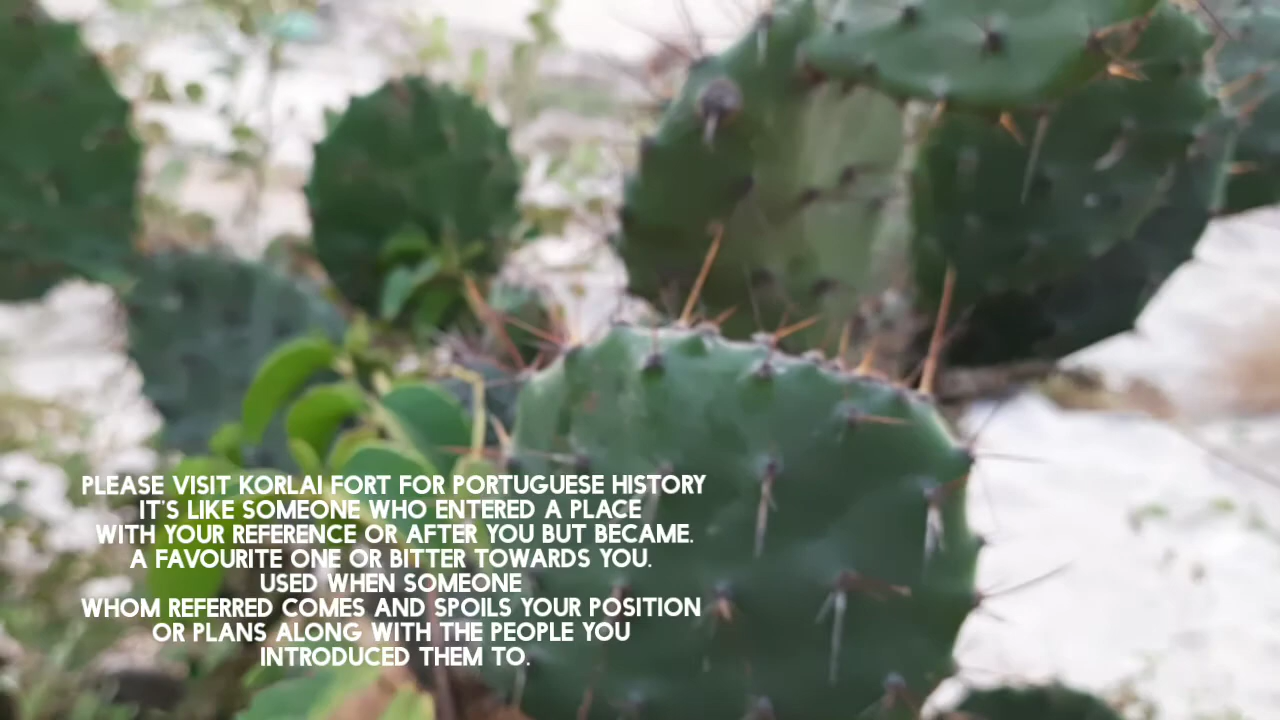 PLEASE VISIT KORLAI FORT FOR PORTUGUESE HISTORY
IT'S LIKE SOMEONE WHO ENTERED A PLACE
WITH YOUR REFERENCE OR AFTER YOU BUT BECAME.
A FAVOURITE ONE OR BITTER TOWARDS YOU.
USED WHEN SOMEONE
WHOM REFERRED COMES AND SPOILS YOUR POSITION
OR PLANS ALONG WITH THE PEOPLE YOU
INTRODUCED THEM TO.